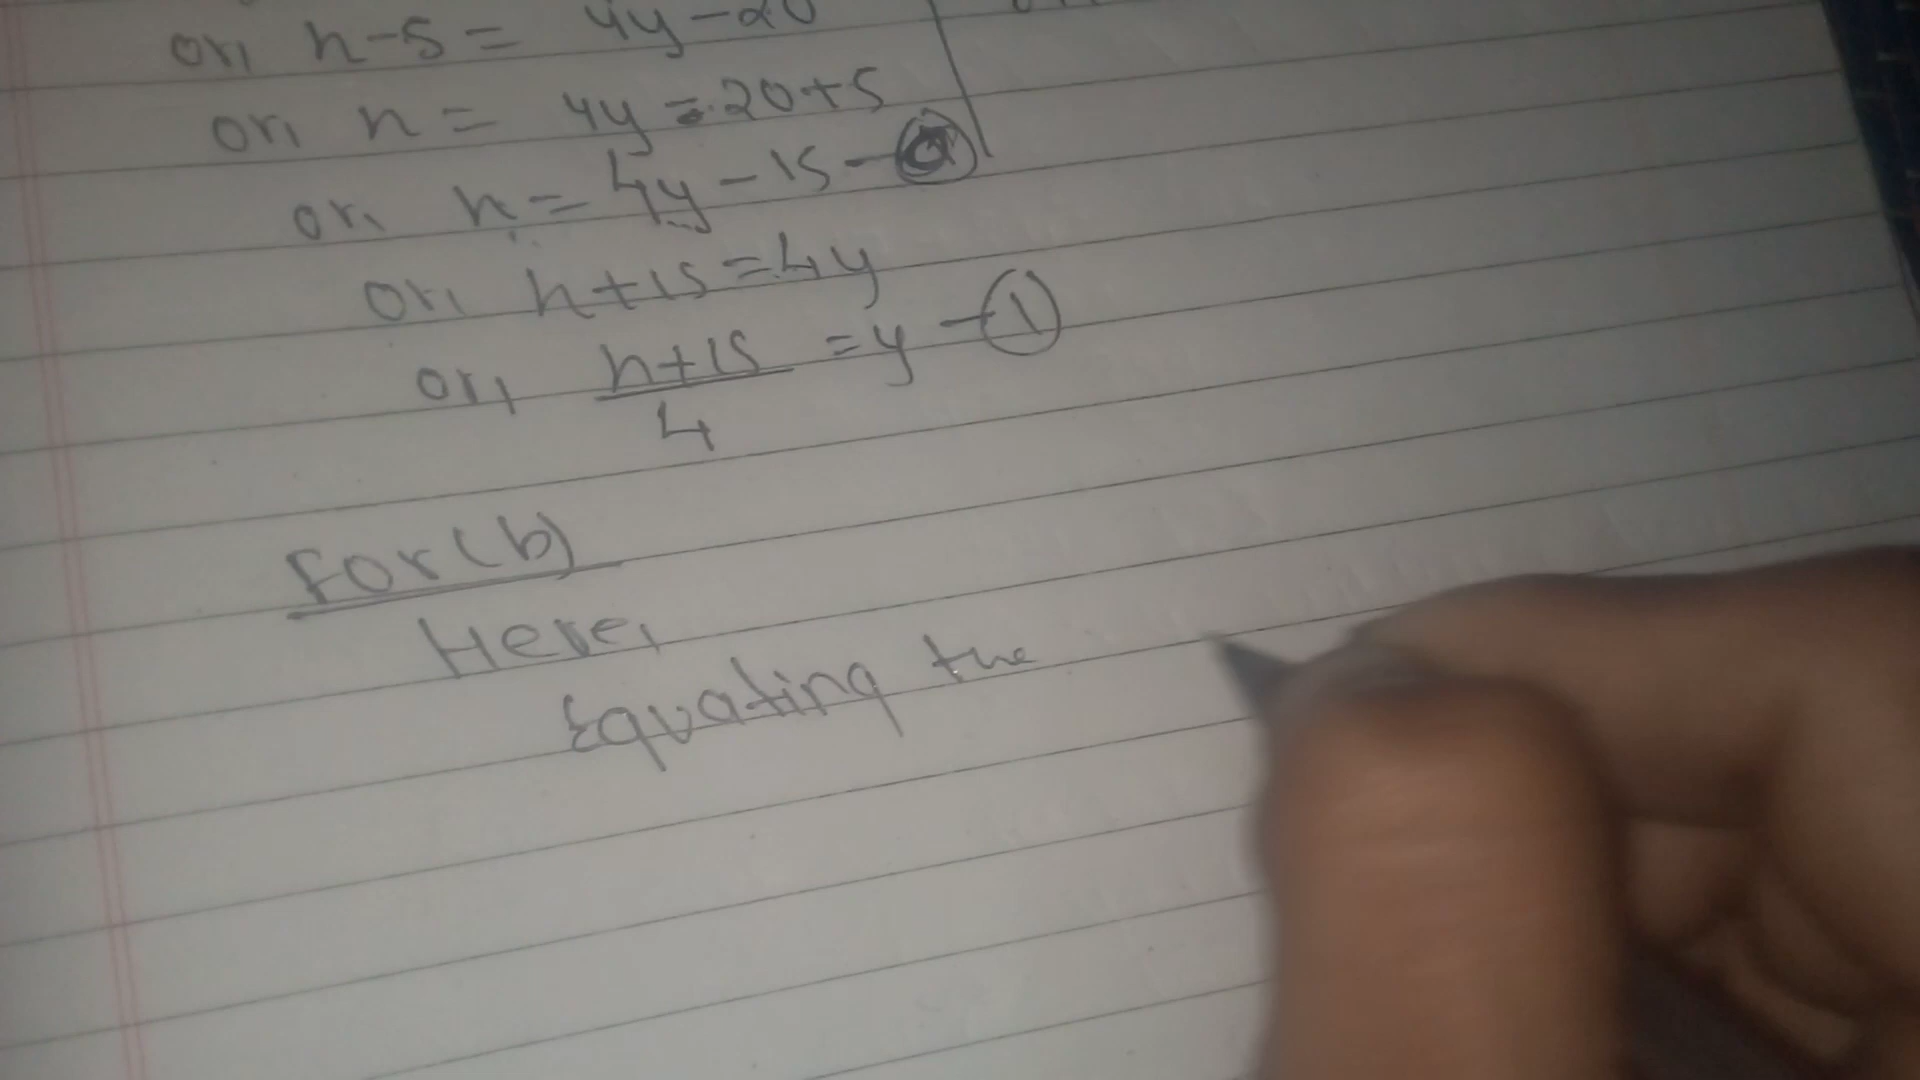 or, n-5 = 4y-20
or, n = 4y-20+5
or, n = 4y-15-
or, n+15 = 4y
or, n+15/4 = y - ①
For (b)
Here,
Equating the